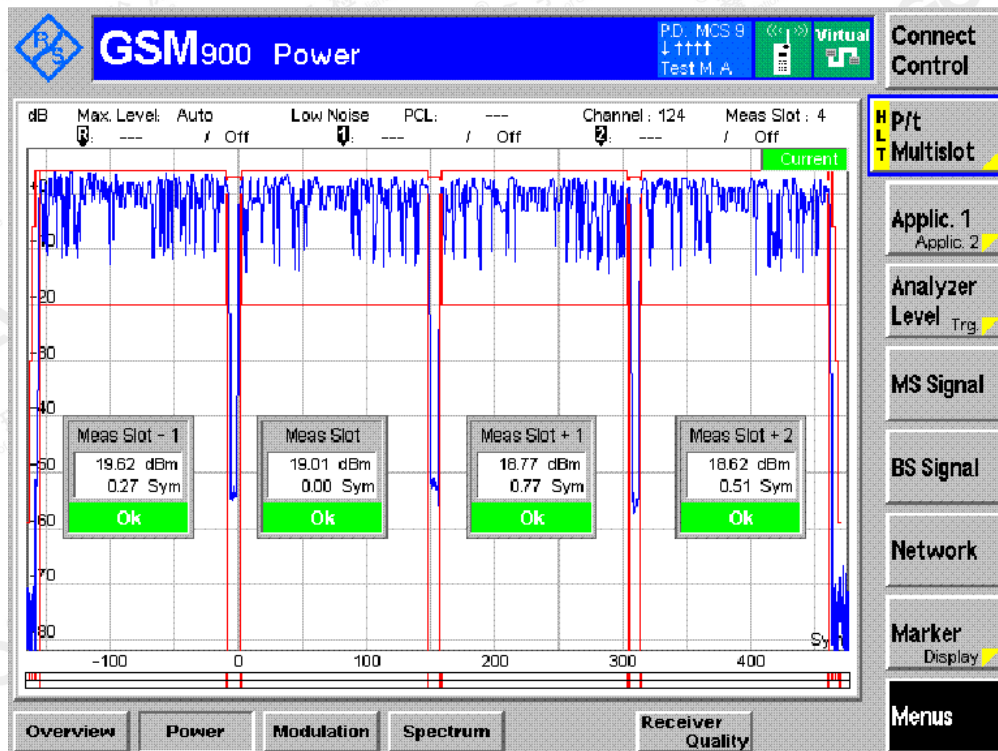 R/S
GSM900 Power
P.D. MCS 9
↓ ↑↑↑↑
Test M. A
Virtual
Connect Control
dB Max. Level: Auto Low Noise PCL: --- Channel : 124 Meas Slot : 4
R: --- / Off 1: --- / Off 2: --- / Off
Current
HLT P/t Multislot
Applic. 1
Applic. 2
Analyzer Level Trg.
MS Signal
BS Signal
Network
Marker
Display
Menus
+0
-10
-20
-30
-40
-50
-60
-70
-80
Meas Slot - 1
19.62 dBm
0.27 Sym
Ok
Meas Slot
19.01 dBm
0.00 Sym
Ok
Meas Slot + 1
18.77 dBm
0.77 Sym
Ok
Meas Slot + 2
18.62 dBm
0.51 Sym
Ok
-100 0 100 200 300 400
Overview Power Modulation Spectrum Receiver Quality